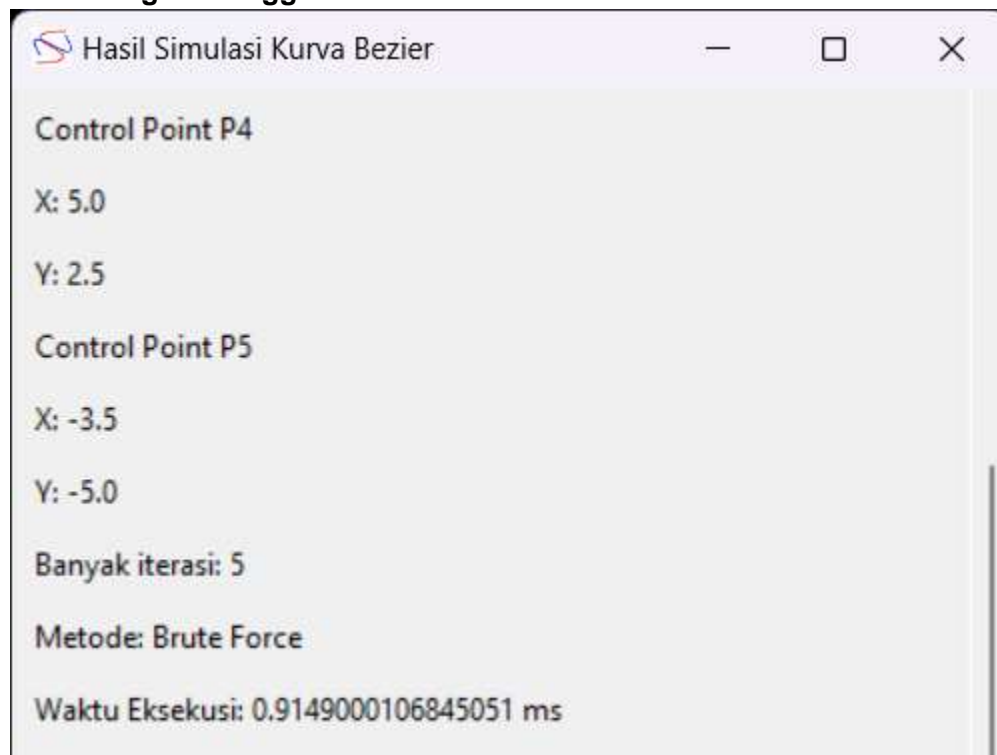 Hasil Simulasi Kurva Bezier
Control Point P4
X: 5.0
Y: 2.5
Control Point P5
X: -3.5
Y: -5.0
Banyak iterasi: 5
Metode: Brute Force
Waktu Eksekusi: 0.9149000106845051 ms